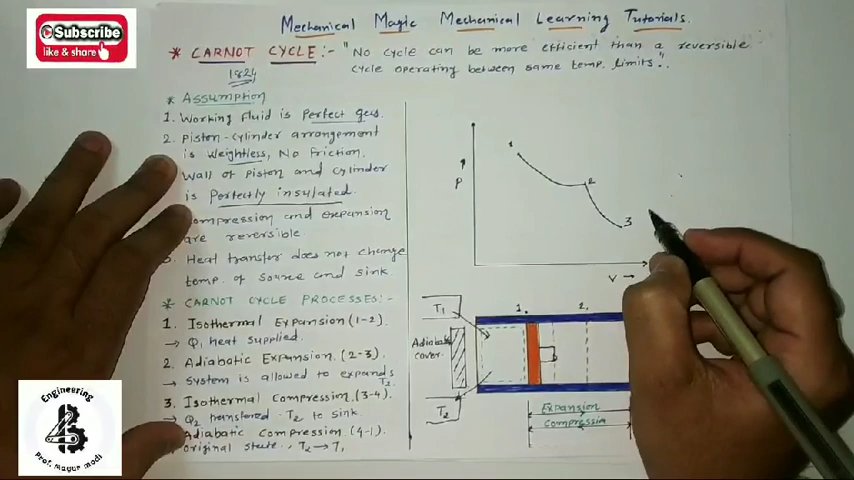 Subscribe
like & share
Mechanical Magic Mechanical Learning Tutorials.
* CARNOT CYCLE :- "No cycle can be more efficient than a reversible
1824
cycle operating between same temp. limits".
* Assumption
1. Working fluid is Perfect gas.
2. Piston-cylinder arrangement
is Weightless, No friction.
Wall of piston and cylinder
is Perfectly insulated.
compression and expansion
are reversible
Heat transfer does not change
temp. of source and sink.
* CARNOT CYCLE PROCESSES:-
1. Isothermal Expansion (1-2)
→ Q1 heat supplied.
2. Adiabatic Expansion. (2-3)
→ System is allowed to expands
T2.
3. Isothermal compression. (3-4).
→ Q2 transfered. T2 to sink.
Adiabatic Compression. (4-1).
original state. T2 → T1
P
1
2
3
V →
T1
1.
2.
Adiabatic
cover.
T2
Expansion
compression
Engineering
Prof. Mayur modi